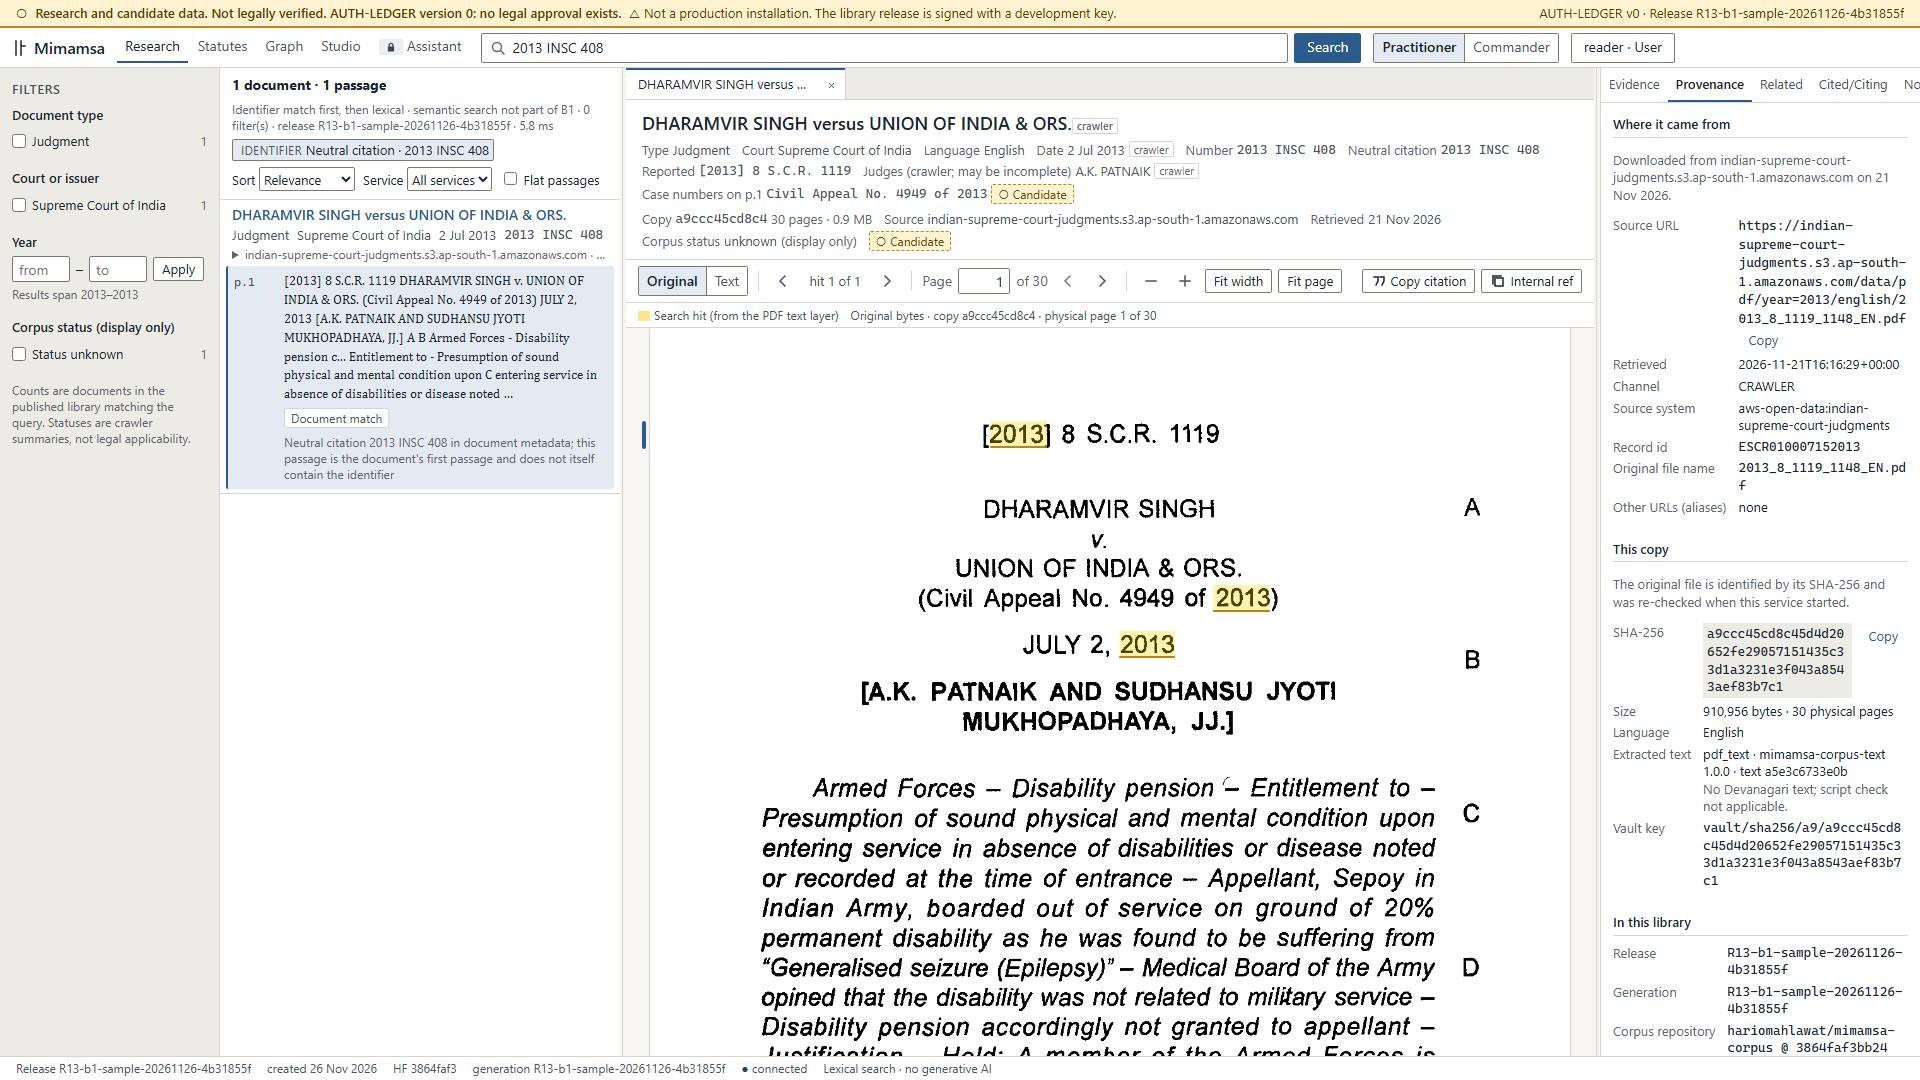 Research and candidate data. Not legally verified. AUTH-LEDGER version 0: no legal approval exists. ⚠ Not a production installation. The library release is signed with a development key.
AUTH-LEDGER v0 · Release R13-b1-sample-20261126-4b31855f
Mimamsa
Research Statutes Graph Studio Assistant
2013 INSC 408
Search
Practitioner Commander
reader · User
FILTERS
Document type
Judgment 1
Court or issuer
Supreme Court of India 1
Year
from – to Apply
Results span 2013–2013
Corpus status (display only)
Status unknown 1
Counts are documents in the
published library matching the
query. Statuses are crawler
summaries, not legal applicability.
1 document · 1 passage
Identifier match first, then lexical · semantic search not part of B1 · 0
filter(s) · release R13-b1-sample-20261126-4b31855f · 5.8 ms
IDENTIFIER Neutral citation · 2013 INSC 408
Sort Relevance Service All services Flat passages
DHARAMVIR SINGH versus UNION OF INDIA & ORS.
Judgment Supreme Court of India 2 Jul 2013 2013 INSC 408
▶ indian-supreme-court-judgments.s3.ap-south-1.amazonaws.com · ...
p.1
[2013] 8 S.C.R. 1119 DHARAMVIR SINGH v. UNION OF
INDIA & ORS. (Civil Appeal No. 4949 of 2013) JULY 2,
2013 [A.K. PATNAIK AND SUDHANSU JYOTI
MUKHOPADHAYA, JJ.] A B Armed Forces - Disability
pension c... Entitlement to - Presumption of sound
physical and mental condition upon C entering service in
absence of disabilities or disease noted ...
Document match
Neutral citation 2013 INSC 408 in document metadata; this
passage is the document's first passage and does not itself
contain the identifier
DHARAMVIR SINGH versus ... ×
DHARAMVIR SINGH versus UNION OF INDIA & ORS. crawler
Type Judgment Court Supreme Court of India Language English Date 2 Jul 2013 crawler Number 2013 INSC 408 Neutral citation 2013 INSC 408
Reported [2013] 8 S.C.R. 1119 Judges (crawler; may be incomplete) A.K. PATNAIK crawler
Case numbers on p.1 Civil Appeal No. 4949 of 2013 Candidate
Copy a9ccc45cd8c4 30 pages · 0.9 MB Source indian-supreme-court-judgments.s3.ap-south-1.amazonaws.com Retrieved 21 Nov 2026
Corpus status unknown (display only) Candidate
Original Text hit 1 of 1 Page 1 of 30 Fit width Fit page Copy citation Internal ref
Search hit (from the PDF text layer) Original bytes · copy a9ccc45cd8c4 · physical page 1 of 30
[2013] 8 S.C.R. 1119
DHARAMVIR SINGH A
v.
UNION OF INDIA & ORS.
(Civil Appeal No. 4949 of 2013)
JULY 2, 2013
B
[A.K. PATNAIK AND SUDHANSU JYOTI
MUKHOPADHAYA, JJ.]
Armed Forces – Disability pension – Entitlement to –
Presumption of sound physical and mental condition upon C
entering service in absence of disabilities or disease noted
or recorded at the time of entrance – Appellant, Sepoy in
Indian Army, boarded out of service on ground of 20%
permanent disability as he was found to be suffering from
“Generalised seizure (Epilepsy)” – Medical Board of the Army D
opined that the disability was not related to military service –
Disability pension accordingly not granted to appellant –
Justification – Held: A member of the Armed Forces is
Evidence Provenance Related Cited/Citing No
Where it came from
Downloaded from indian-supreme-court-
judgments.s3.ap-south-1.amazonaws.com on 21
Nov 2026.
Source URL https://indian-
supreme-court-
judgments.s3.ap-south-
1.amazonaws.com/data/p
df/year=2013/english/2
013_8_1119_1148_EN.pdf
Copy
Retrieved 2026-11-21T16:16:29+00:00
Channel CRAWLER
Source system aws-open-data:indian-
supreme-court-judgments
Record id ESCR010007152013
Original file name 2013_8_1119_1148_EN.pd
f
Other URLs (aliases) none
This copy
The original file is identified by its SHA-256 and
was re-checked when this service started.
SHA-256 a9ccc45cd8c45d4d20 Copy
652fe29057151435c3
3d1a3231e3f043a854
3aef83b7c1
Size 910,956 bytes · 30 physical pages
Language English
Extracted text pdf_text · mimamsa-corpus-text
1.0.0 · text a5e3c6733e0b
No Devanagari text; script check
not applicable.
Vault key vault/sha256/a9/a9ccc45cd8
c45d4d20652fe29057151435c3
3d1a3231e3f043a8543aef83b7
c1
In this library
Release R13-b1-sample-20261126-
4b31855f
Generation R13-b1-sample-20261126-
4b31855f
Corpus repository hariomahlawat/mimamsa-
corpus @ 3864faf3bb24
Release R13-b1-sample-20261126-4b31855f created 26 Nov 2026 HF 3864faf3 generation R13-b1-sample-20261126-4b31855f ● connected Lexical search · no generative AI